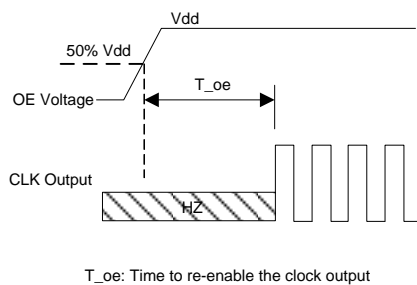 Vdd
50% Vdd
T_oe
OE Voltage
CLK Output
HZ
T_oe: Time to re-enable the clock output